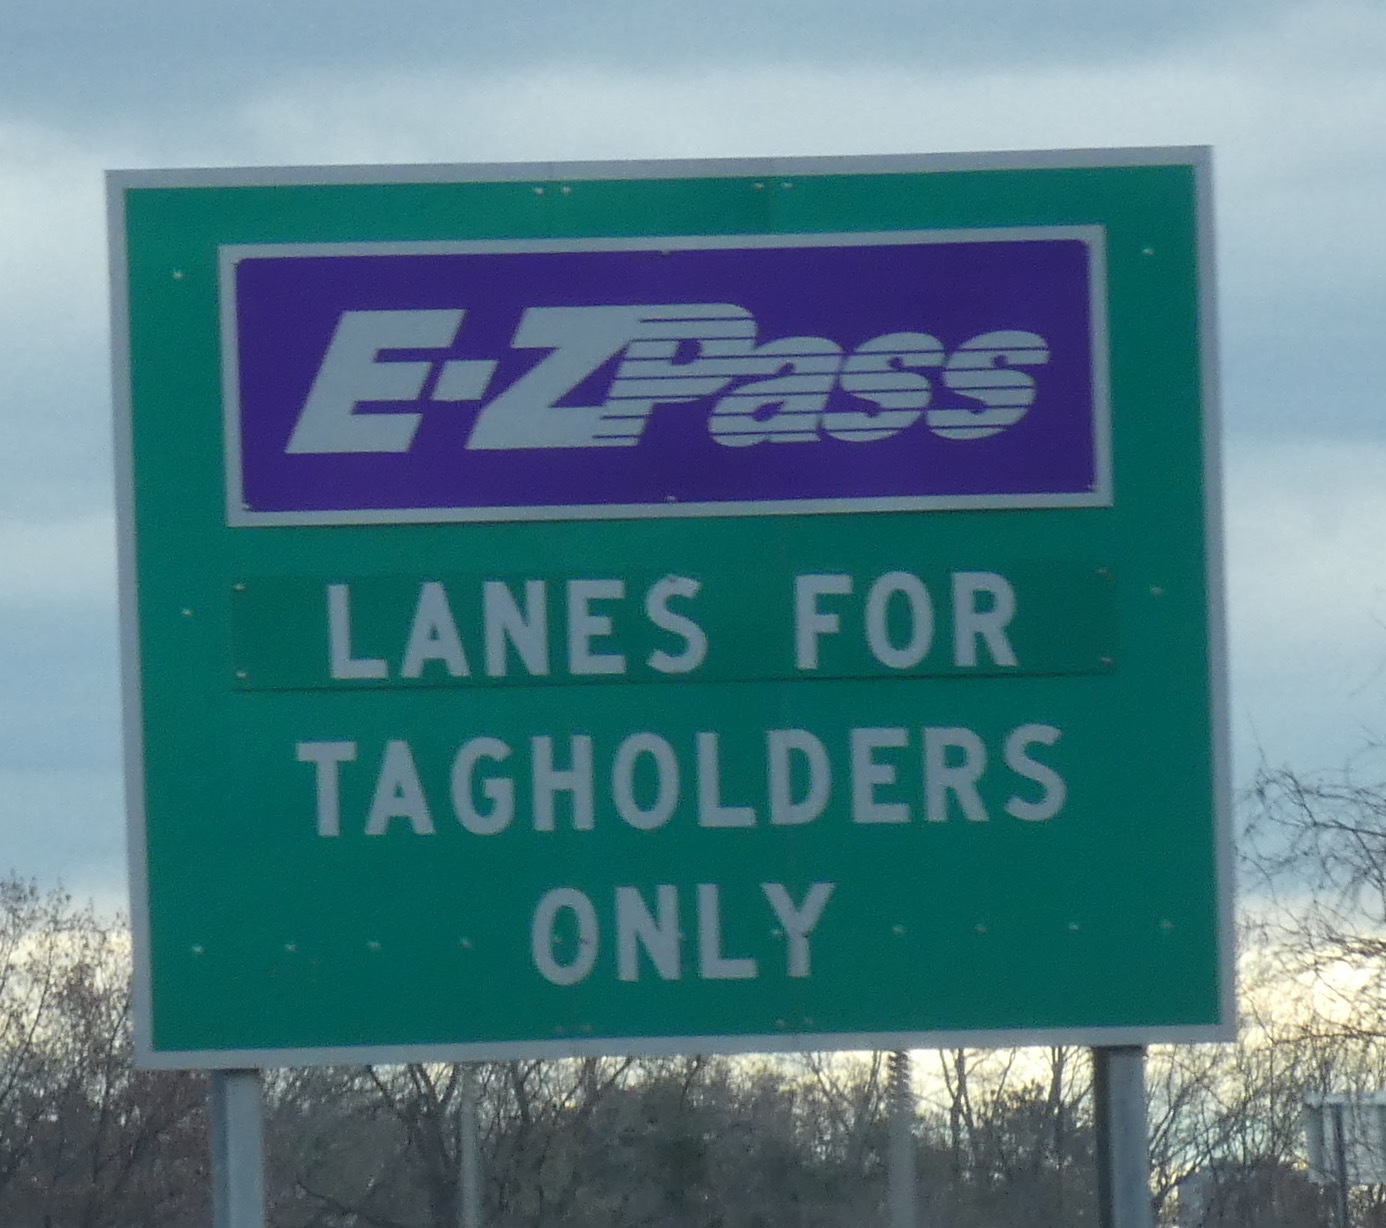 E-ZPass
LANES FOR
TAGHOLDERS
ONLY